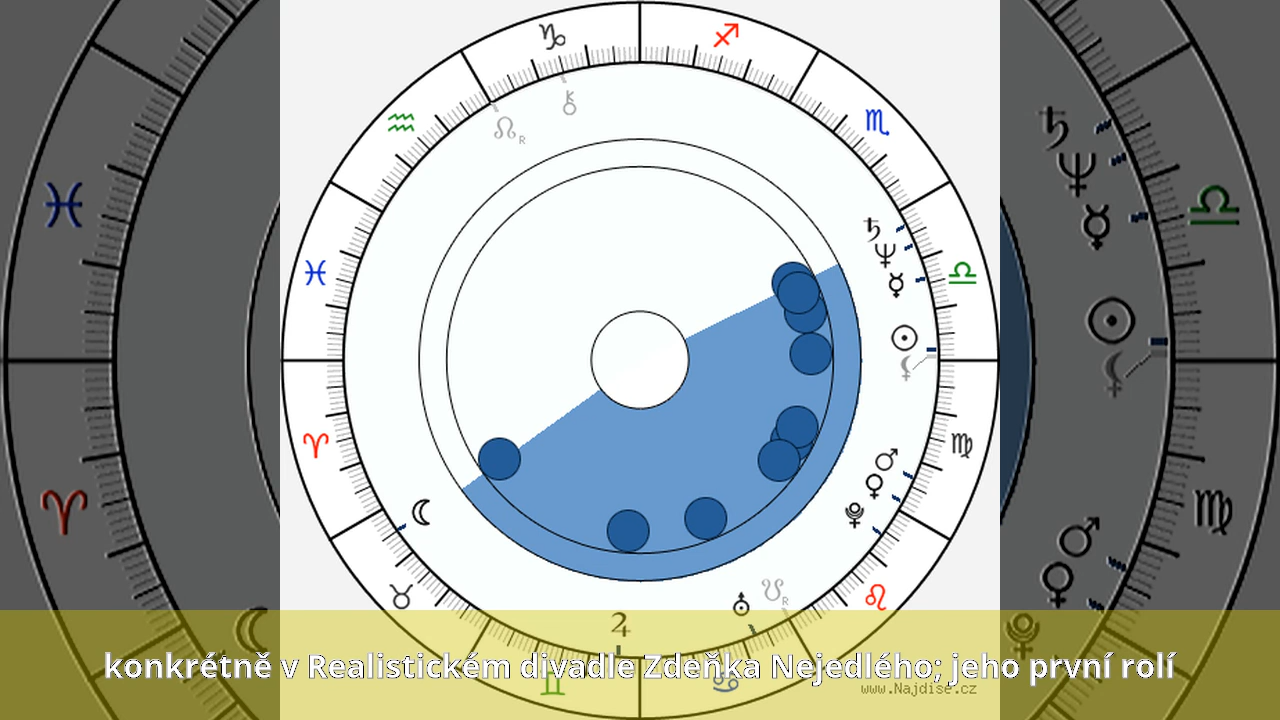 konkrétně v Realistickém divadle Zdeňka Nejedlého; jeho první rolí
www.Najdise.cz